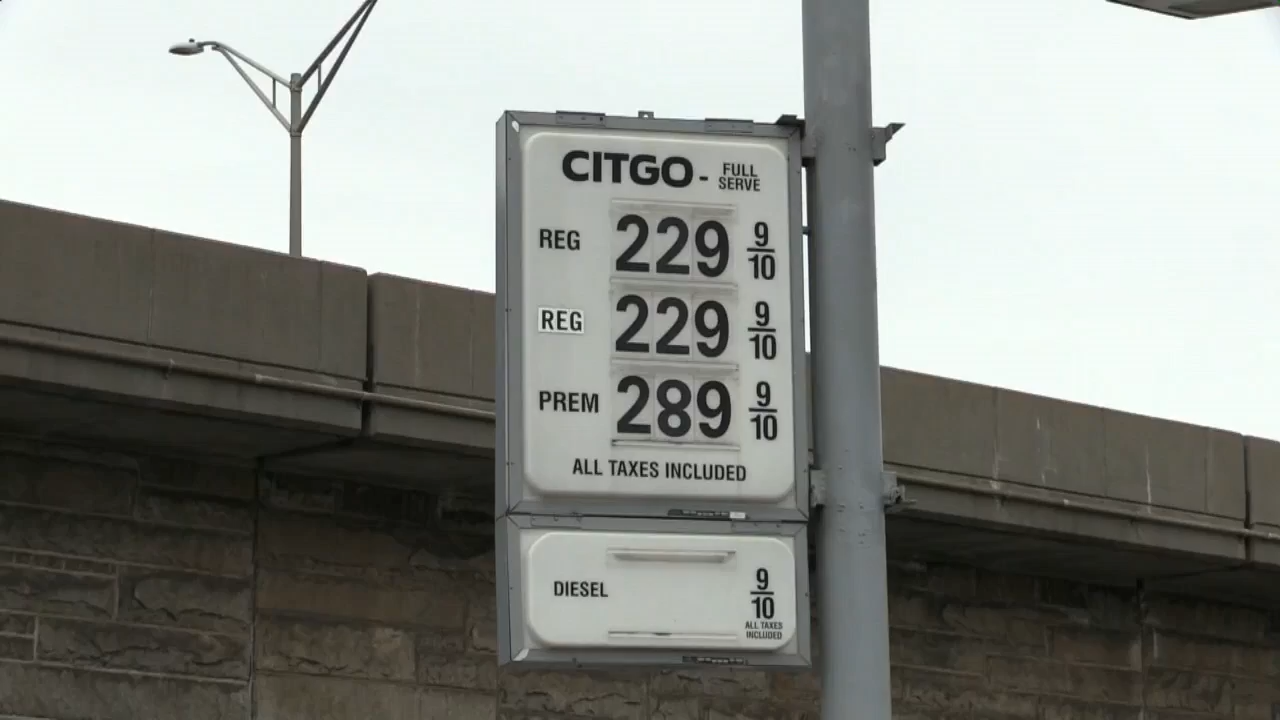 CITGO - FULL SERVE
REG 229 9/10
REG 229 9/10
PREM 289 9/10
ALL TAXES INCLUDED
DIESEL 9/10
ALL TAXES
INCLUDED